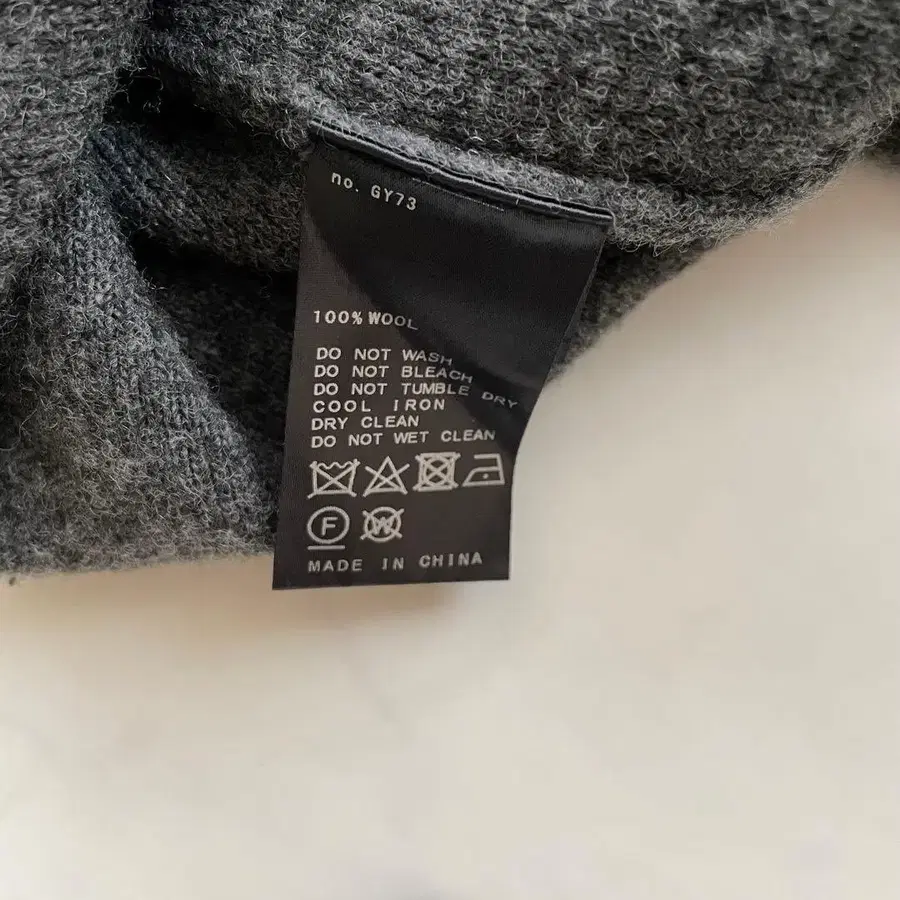 no. GY73
100% WOOL
DO NOT WASH
DO NOT BLEACH
DO NOT TUMBLE DRY
COOL IRON
DRY CLEAN
DO NOT WET CLEAN
F W
MADE IN CHINA